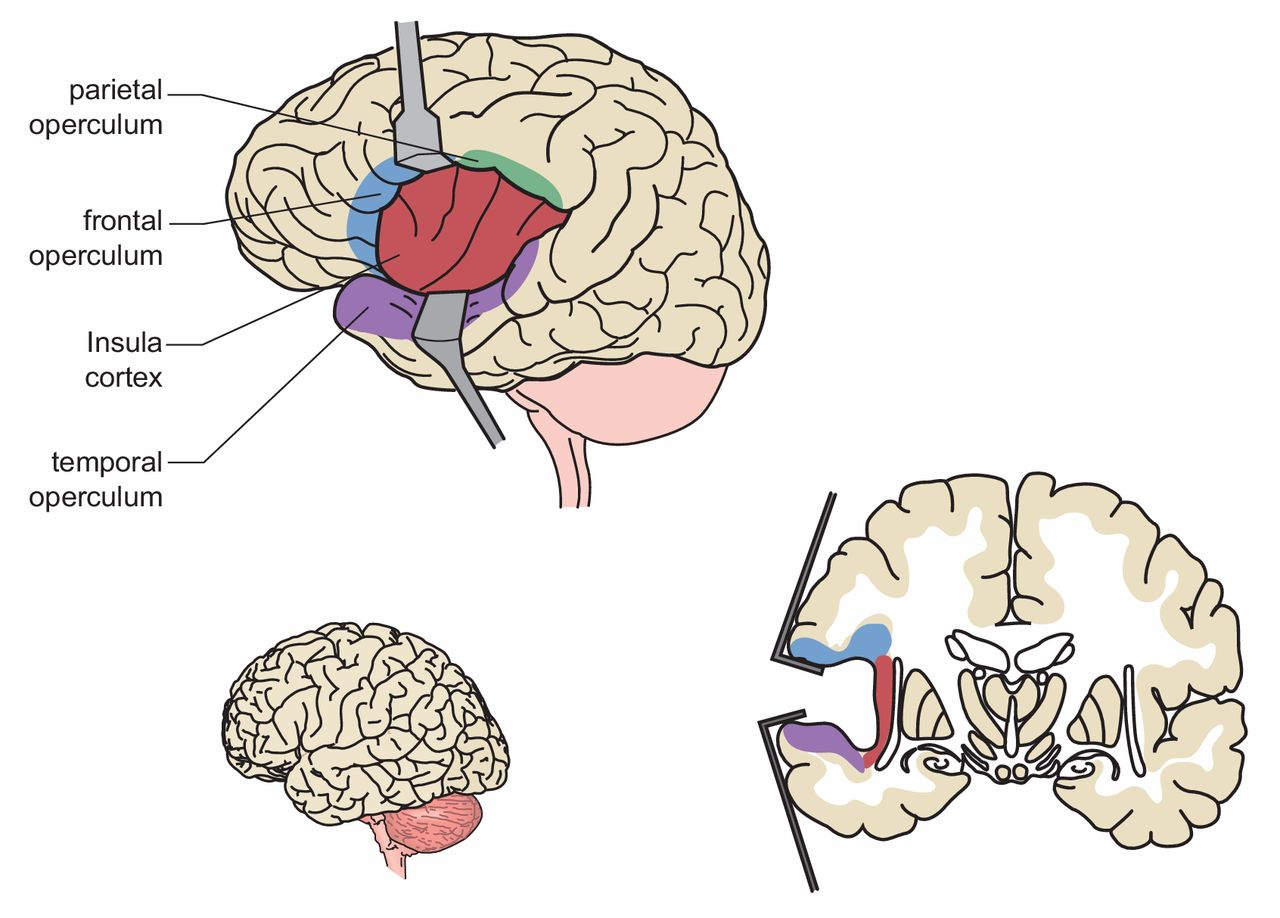 parietal
operculum
frontal
operculum
Insula
cortex
temporal
operculum